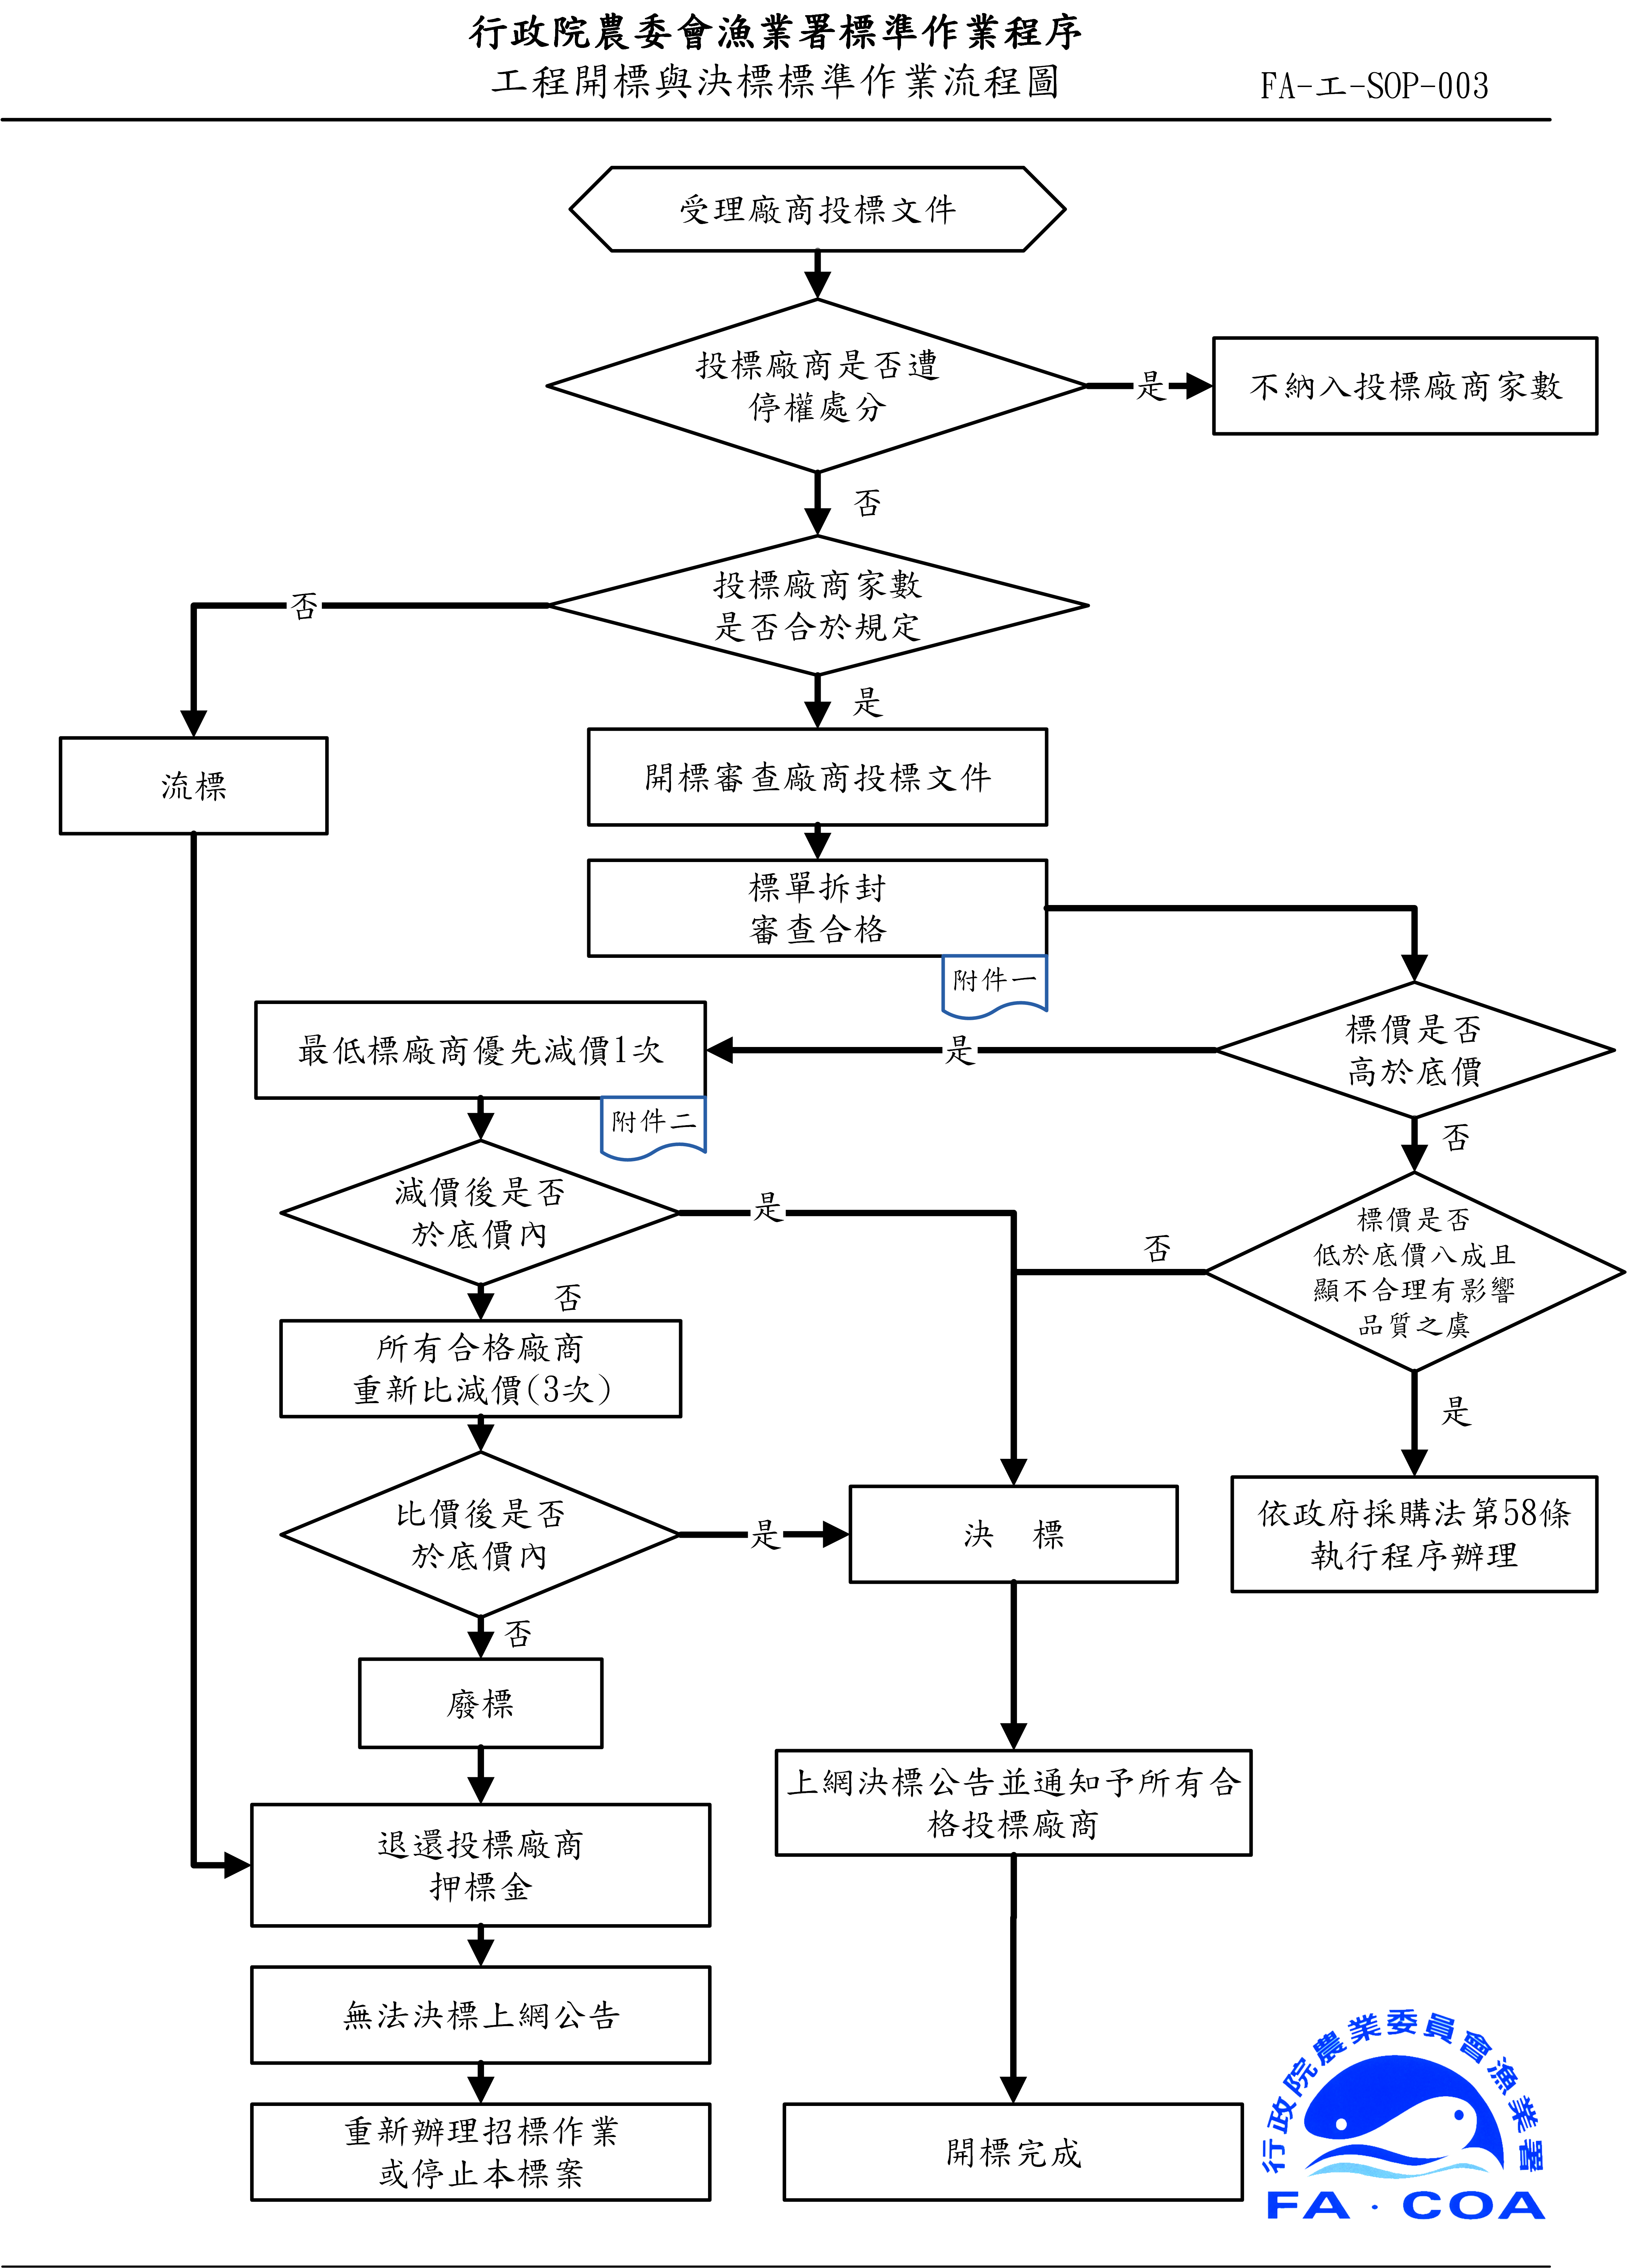 行政院農委會漁業署標準作業程序
工程開標與決標標準作業流程圖
FA-工-SOP-003
受理廠商投標文件
投標廠商是否遭
停權處分
是
不納入投標廠商家數
否
投標廠商家數
是否合於規定
否
是
流標
開標審查廠商投標文件
標單拆封
審查合格
附件一
標價是否
高於底價
是
最低標廠商優先減價1次
附件二
否
減價後是否
於底價內
是
標價是否
低於底價八成且
顯不合理有影響
品質之虞
否
否
所有合格廠商
重新比減價(3次)
是
比價後是否
於底價內
是
決 標
依政府採購法第58條
執行程序辦理
否
廢標
上網決標公告並通知予所有合
格投標廠商
退還投標廠商
押標金
無法決標上網公告
重新辦理招標作業
或停止本標案
開標完成
行政院農業委員會漁業署
FA·COA